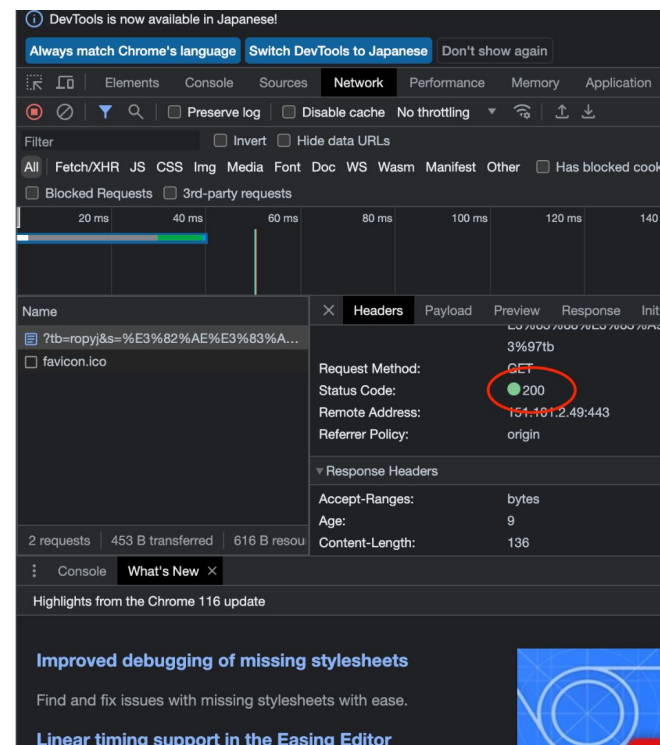 DevTools is now available in Japanese!
Always match Chrome's language Switch DevTools to Japanese Don't show again
Elements Console Sources Network Performance Memory Application
Preserve log Disable cache No throttling
Filter Invert Hide data URLs
All Fetch/XHR JS CSS Img Media Font Doc WS Wasm Manifest Other Has blocked cook
Blocked Requests 3rd-party requests
20 ms 40 ms 60 ms 80 ms 100 ms 120 ms 140
Name
?tb=ropyj&s=%E3%82%AE%E3%83%A...
favicon.ico
2 requests 453 B transferred 616 B resou
Headers Payload Preview Response Init
3%97tb
Request Method: GET
Status Code: 200
Remote Address: 151.101.2.49:443
Referrer Policy: origin
Response Headers
Accept-Ranges: bytes
Age: 9
Content-Length: 136
Console What's New
Highlights from the Chrome 116 update
Improved debugging of missing stylesheets
Find and fix issues with missing stylesheets with ease.
Linear timing support in the Easing Editor